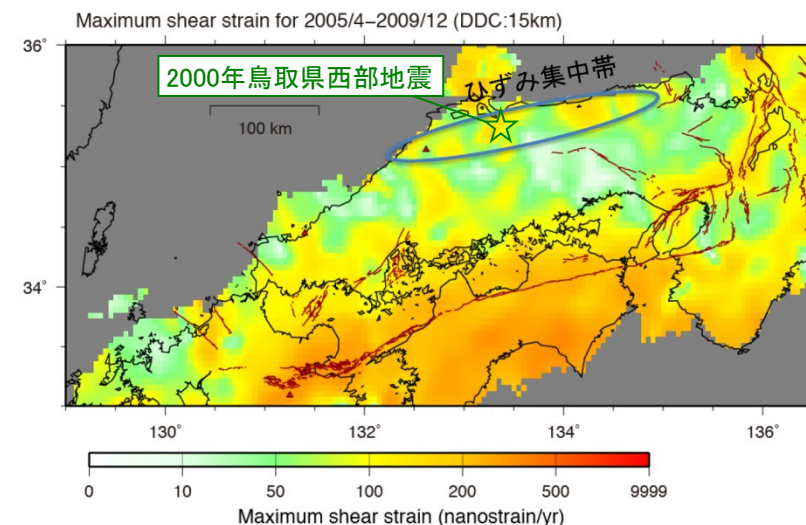 Maximum shear strain for 2005/4−2009/12 (DDC:15km)
36°
2000年鳥取県西部地震
ひずみ集中帯
100 km
34°
130°
132°
134°
136°
0
10
50
100
200
500
9999
Maximum shear strain (nanostrain/yr)